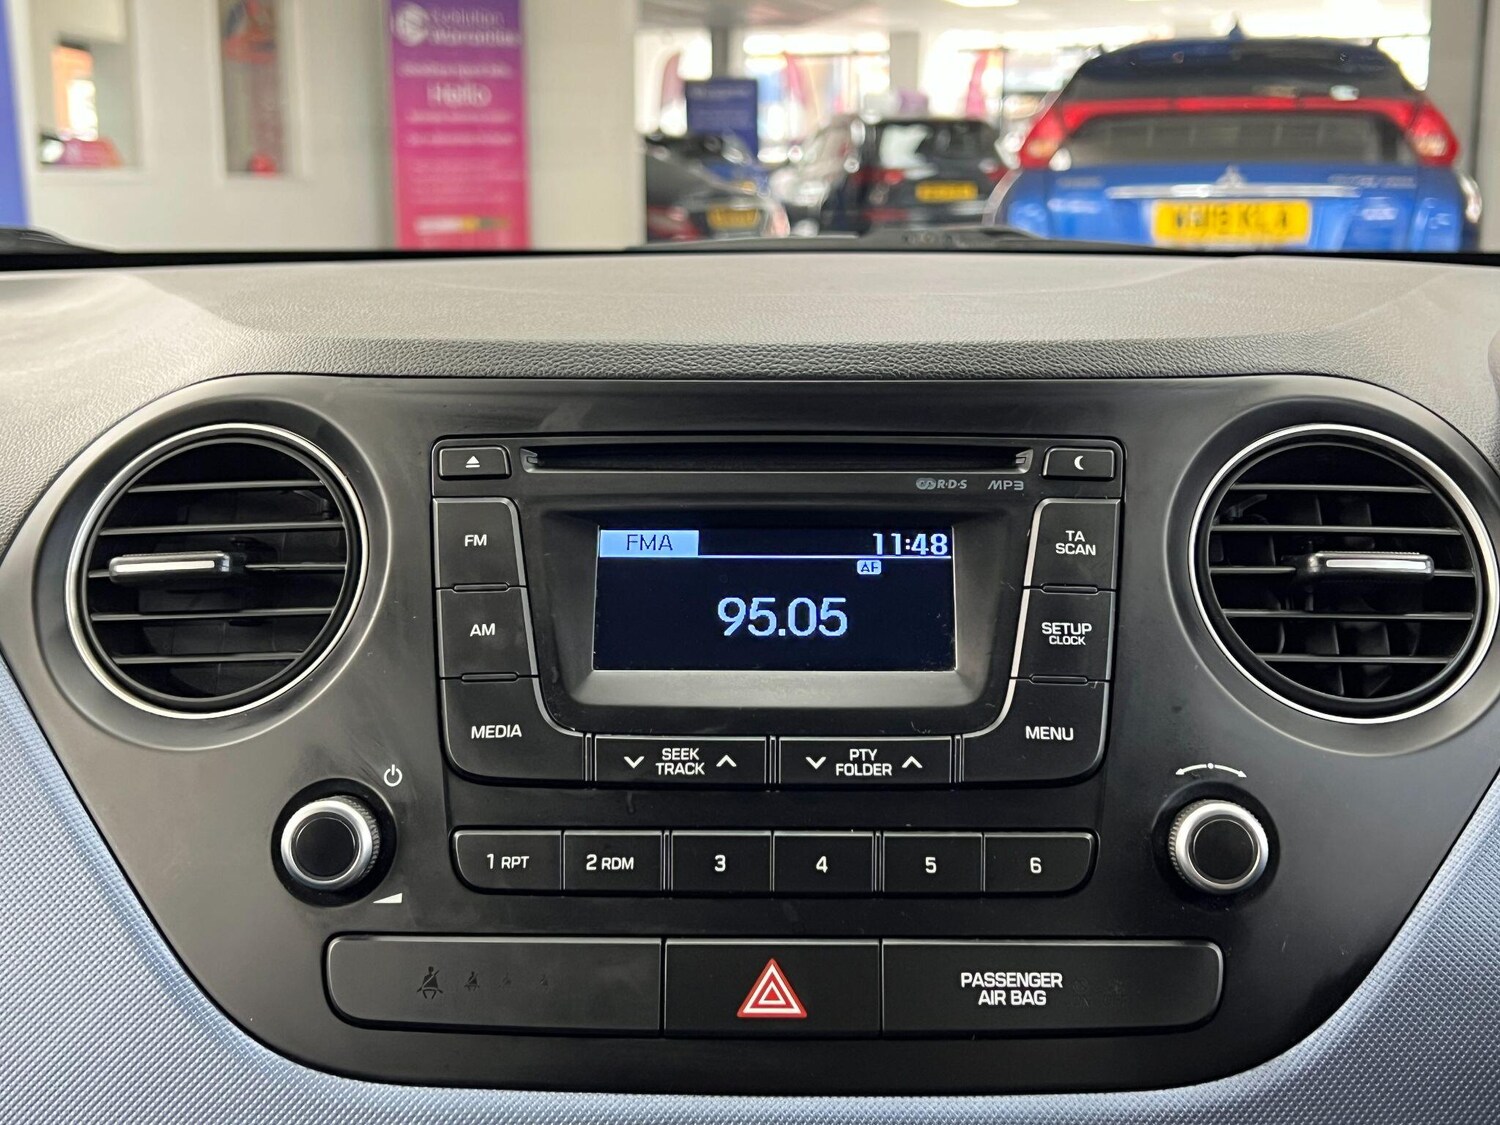 Hello
R·D·S
MP3
FM
FMA
11:48
TA
SCAN
AF
95.05
AM
SETUP
CLOCK
MEDIA
SEEK
TRACK
PTY
FOLDER
MENU
1 RPT
2 RDM
3
4
5
6
PASSENGER
AIR BAG